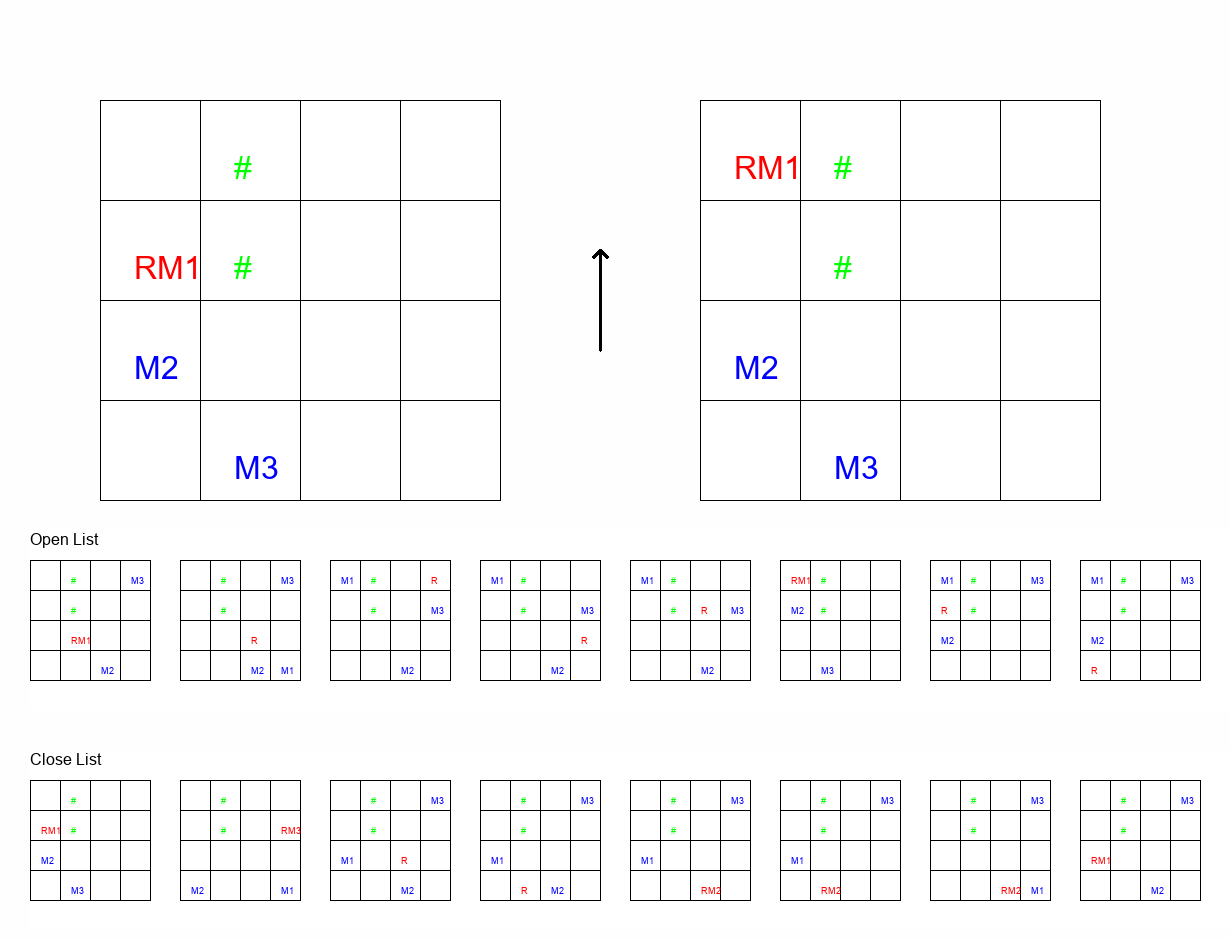 # #
RM1 # RM1 #
M2 M2
M3 M3
Open List
# M3 # M3 M1 # R M1 # M1 # RM1 # M1 # M3 M1 # M3
# # # M3 # M3 # R M3 M2 # R # #
RM1 R R M2 M2
M2 M2 M1 M2 M2 M2 M3 R
Close List
# # # M3 # M3 # M3 # M3 # M3 # M3
RM1 # # RM3 # # # # # #
M2 M1 R M1 M1 M1 RM1
M3 M2 M1 M2 R M2 RM2 RM2 RM2 M1 M2